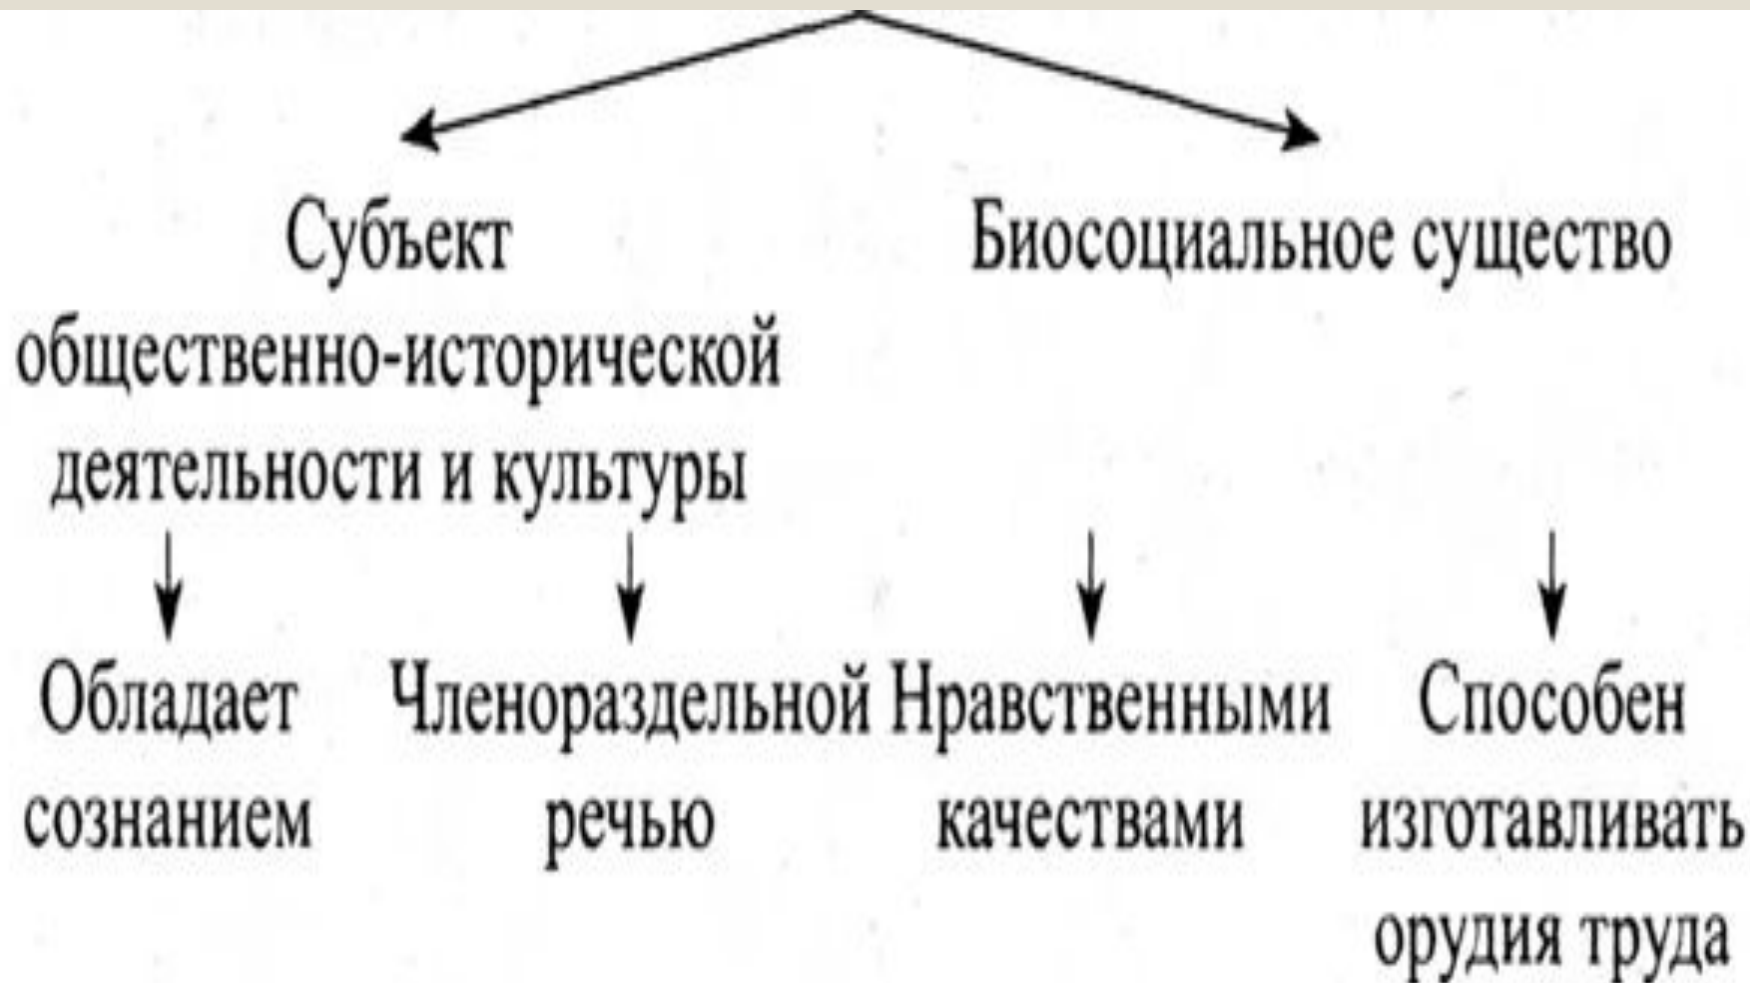 Субъект
общественно-исторической
деятельности и культуры
Биосоциальное существо
Обладает
сознанием
Членораздельной
речью
Нравственными
качествами
Способен
изготавливать
орудия труда